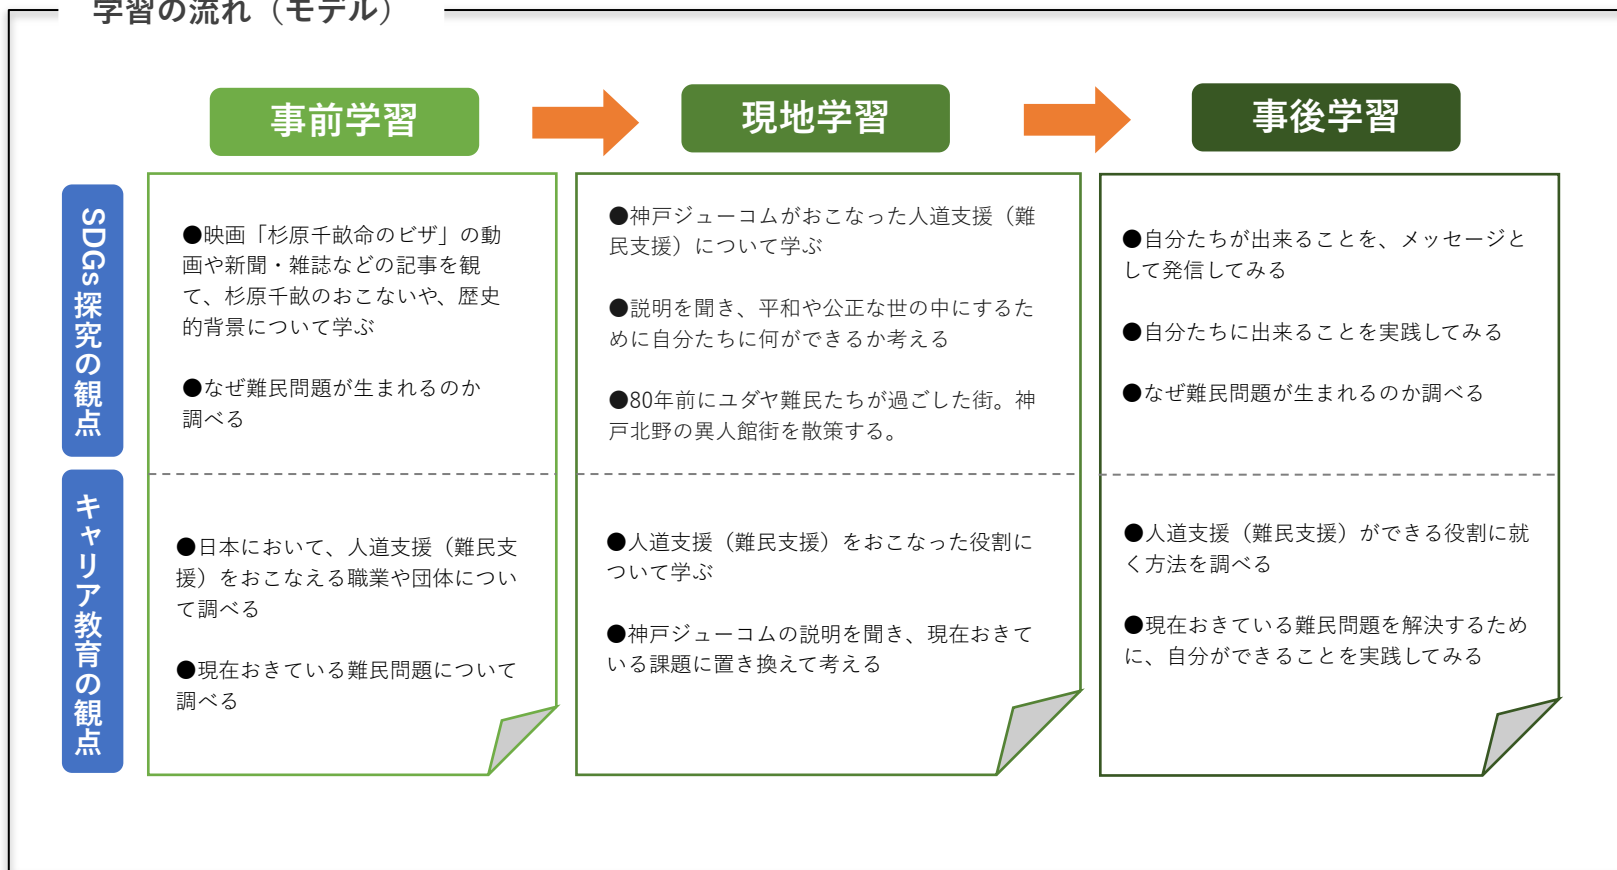 学習の流れ（モデル）
事前学習
現地学習
事後学習
SDGs探究の観点
●映画「杉原千畝命のビザ」の動
画や新聞・雑誌などの記事を観
て、杉原千畝のおこないや、歴史
的背景について学ぶ
●なぜ難民問題が生まれるのか
調べる
●神戸ジューコムがおこなった人道支援（難
民支援）について学ぶ
●説明を聞き、平和や公正な世の中にするた
めに自分たちに何ができるか考える
●80年前にユダヤ難民たちが過ごした街。神
戸北野の異人館街を散策する。
●自分たちが出来ることを、メッセージと
して発信してみる
●自分たちに出来ることを実践してみる
●なぜ難民問題が生まれるのか調べる
キャリア教育の観点
●日本において、人道支援（難民支
援）をおこなえる職業や団体につい
て調べる
●現在おきている難民問題について
調べる
●人道支援（難民支援）をおこなった役割に
ついて学ぶ
●神戸ジューコムの説明を聞き、現在おきて
いる課題に置き換えて考える
●人道支援（難民支援）ができる役割に就
く方法を調べる
●現在おきている難民問題を解決するため
に、自分ができることを実践してみる